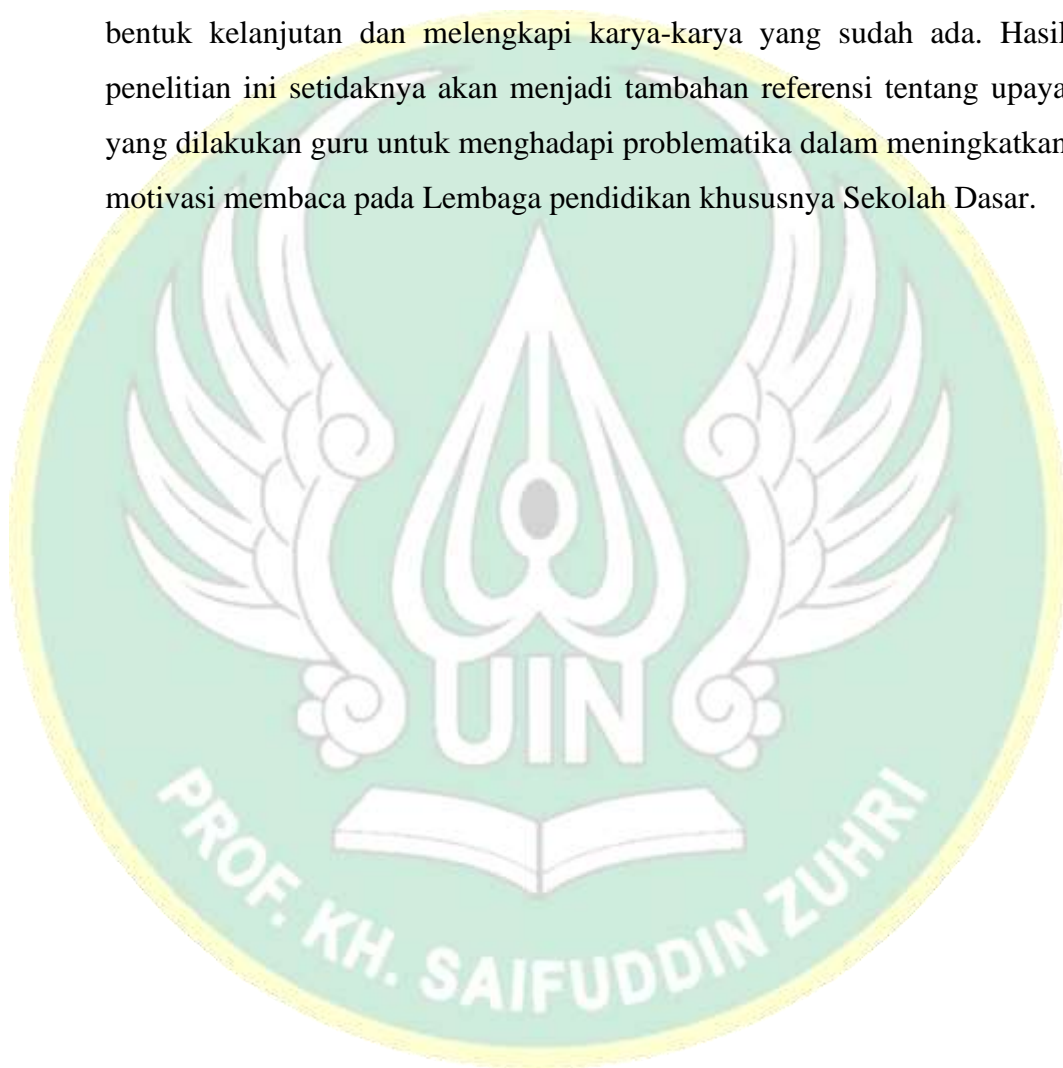 bentuk kelanjutan dan melengkapi karya-karya yang sudah ada. Hasil
penelitian ini setidaknya akan menjadi tambahan referensi tentang upaya
yang dilakukan guru untuk menghadapi problematika dalam meningkatkan
motivasi membaca pada Lembaga pendidikan khususnya Sekolah Dasar.
UIN
PROF. KH. SAIFUDDIN ZUHRI